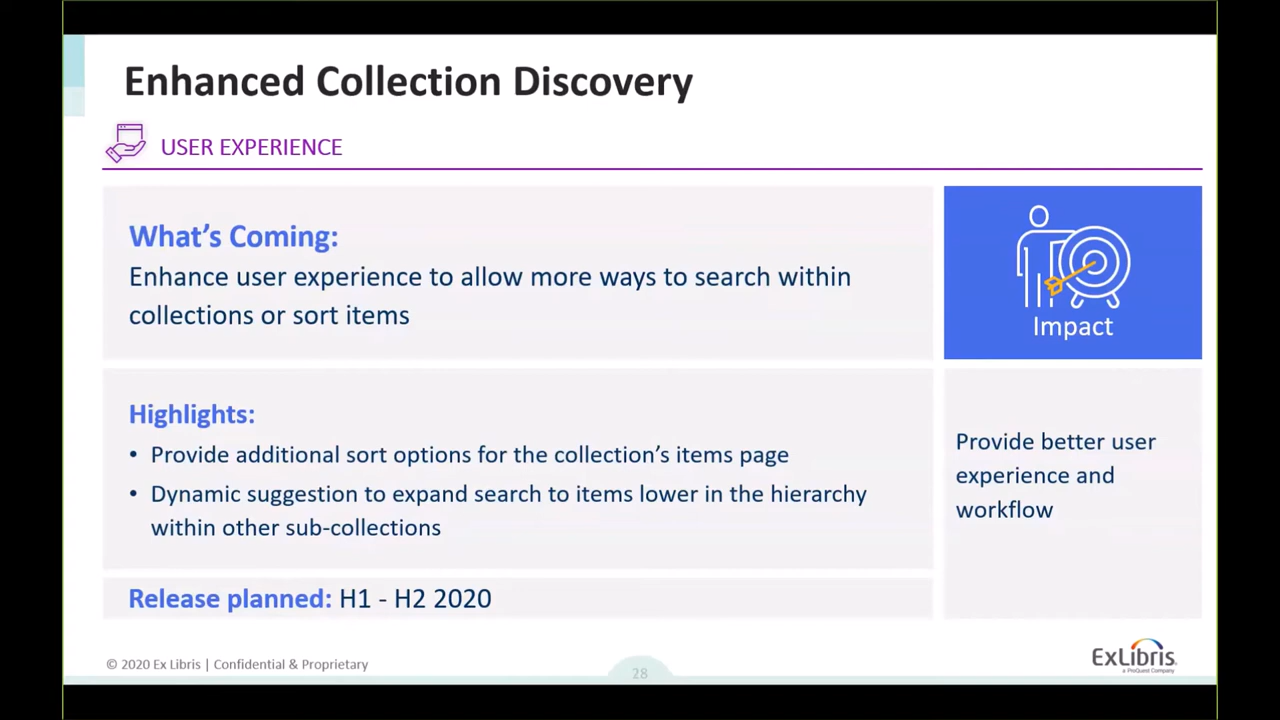 Enhanced Collection Discovery
USER EXPERIENCE
What's Coming:
Enhance user experience to allow more ways to search within
collections or sort items
Impact
Highlights:
• Provide additional sort options for the collection's items page
• Dynamic suggestion to expand search to items lower in the hierarchy
within other sub-collections
Provide better user
experience and
workflow
Release planned: H1 - H2 2020
© 2020 Ex Libris | Confidential & Proprietary
28
ExLibris
a ProQuest Company